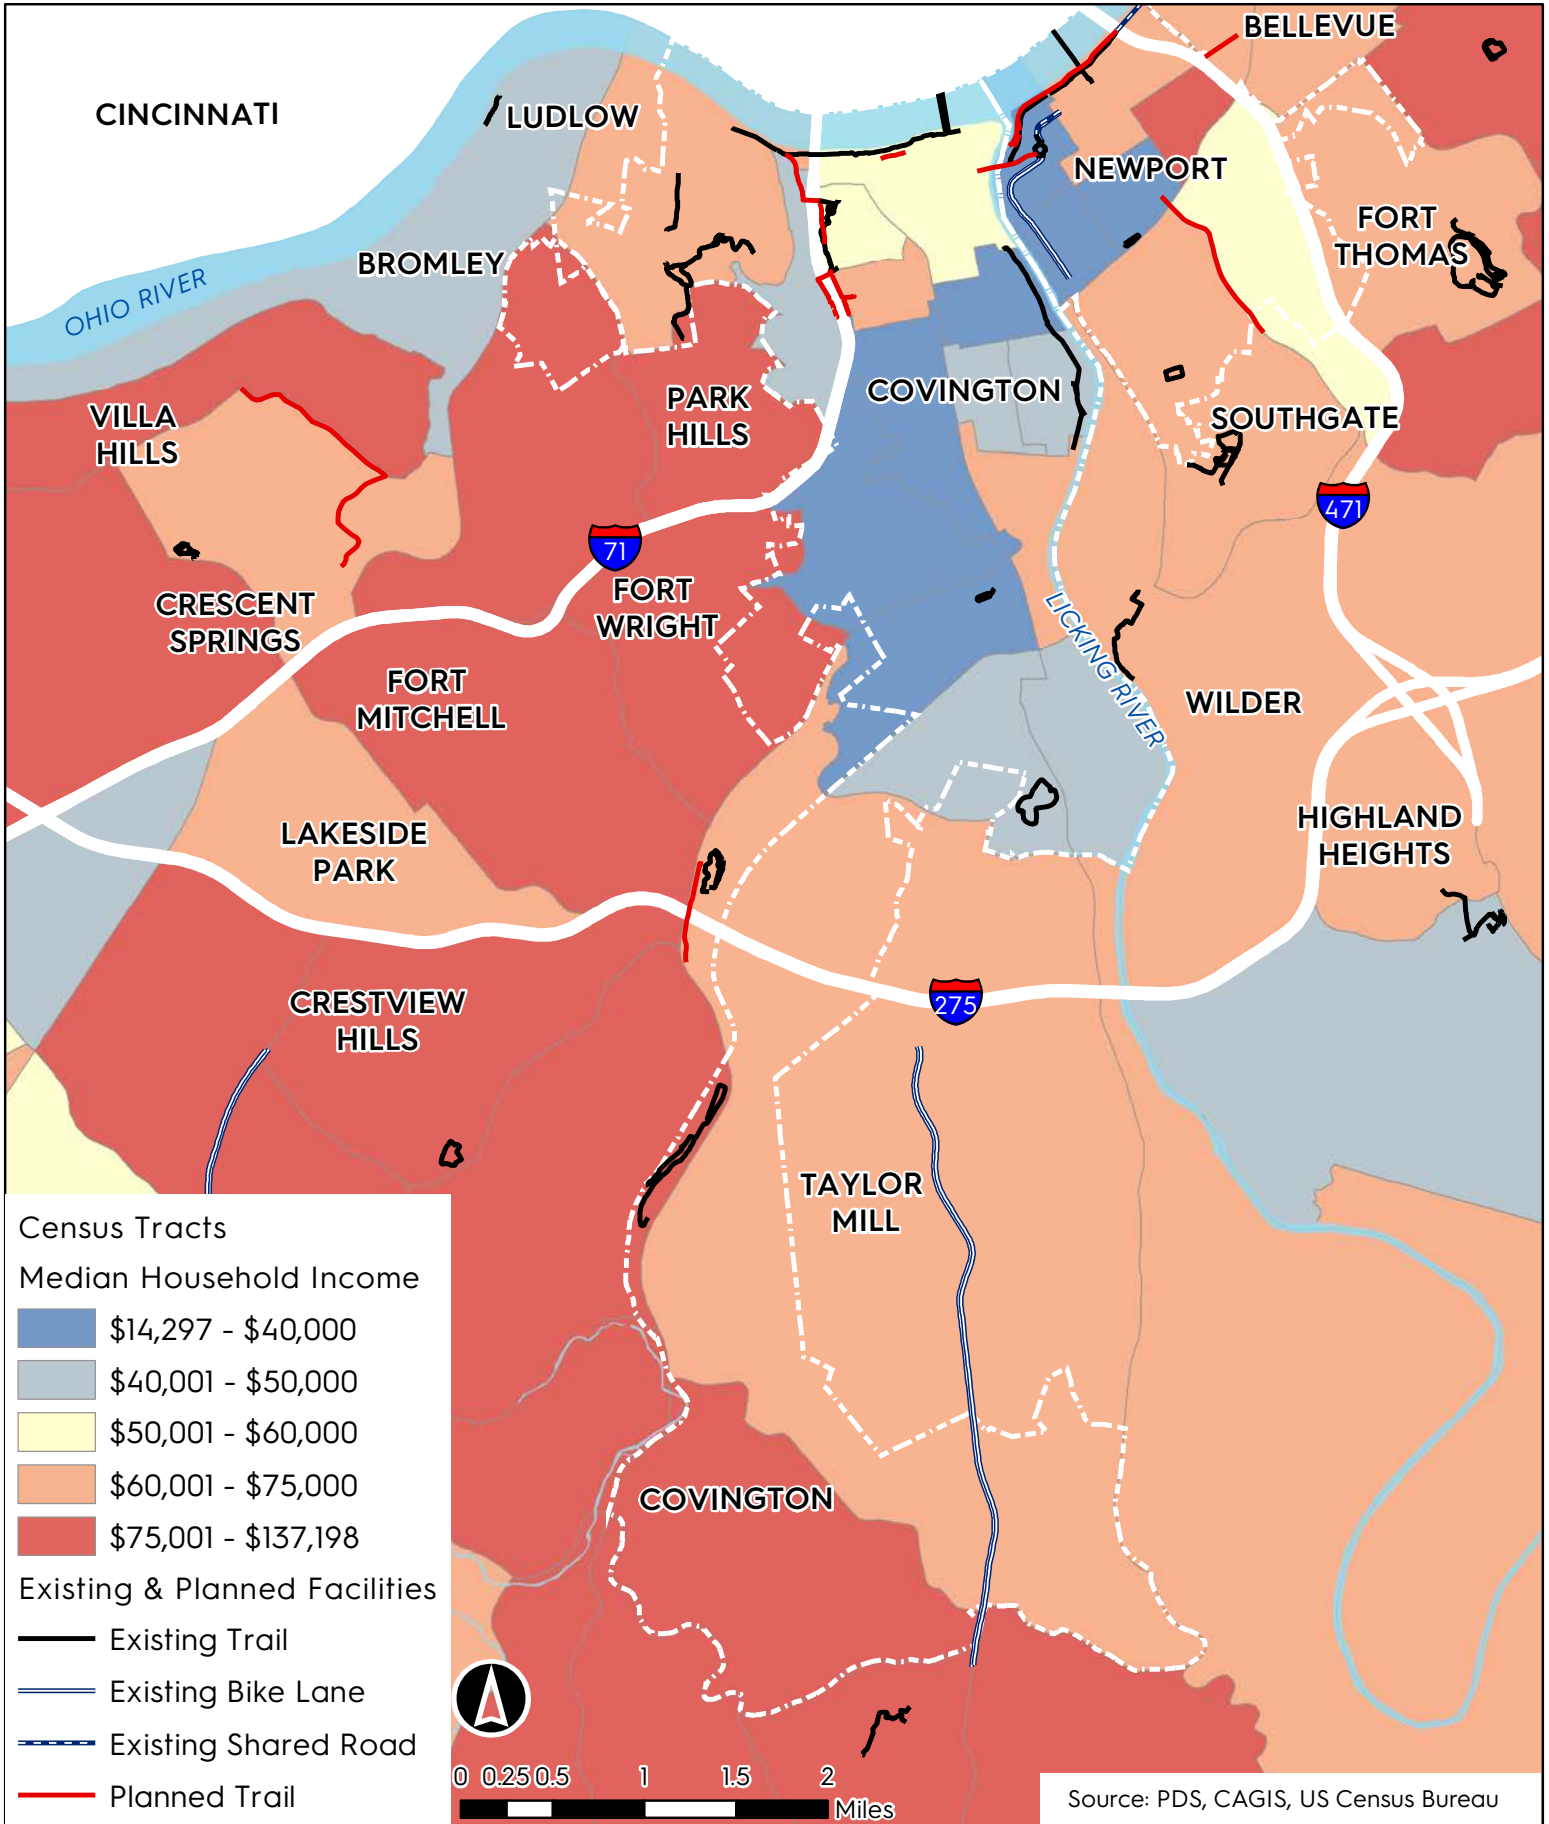 BELLEVUE
CINCINNATI
LUDLOW
NEWPORT
FORT
THOMAS
BROMLEY
OHIO RIVER
PARK
HILLS
COVINGTON
VILLA
HILLS
SOUTHGATE
471
71
CRESCENT
SPRINGS
FORT
WRIGHT
LICKING RIVER
FORT
MITCHELL
WILDER
LAKESIDE
PARK
HIGHLAND
HEIGHTS
CRESTVIEW
HILLS
275
TAYLOR
MILL
COVINGTON
Census Tracts
Median Household Income
$14,297 - $40,000
$40,001 - $50,000
$50,001 - $60,000
$60,001 - $75,000
$75,001 - $137,198
Existing & Planned Facilities
Existing Trail
Existing Bike Lane
Existing Shared Road
Planned Trail
0 0.25 0.5 1 1.5 2
Miles
Source: PDS, CAGIS, US Census Bureau